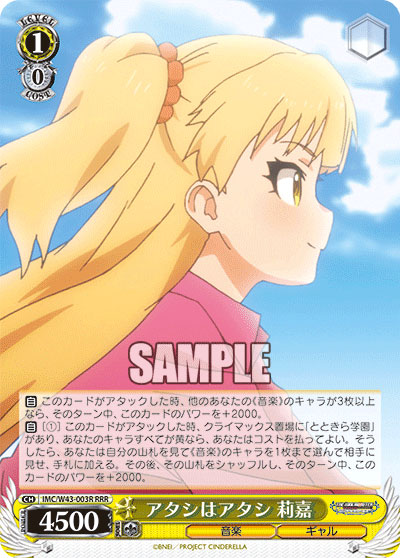 LEVEL
1
0
COST
SAMPLE
自 このカードがアタックした時、他のあなたの《音楽》のキャラが3枚以上
なら、そのターン中、このカードのパワーを+2000。
自 [①] このカードがアタックした時、クライマックス置場に「とときら学園」
があり、あなたのキャラすべてが黄なら、あなたはコストを払ってよい。そう
したら、あなたは自分の山札を見て《音楽》のキャラを1枚まで選んで相手に
見せ、手札に加える。その後、その山札をシャッフルし、そのターン中、こ
のカードのパワーを+2000。
CH IMC/W43-003R RRR
アタシはアタシ 莉嘉
POWER 4500
音楽 ギャル
©BNEI / PROJECT CINDERELLA